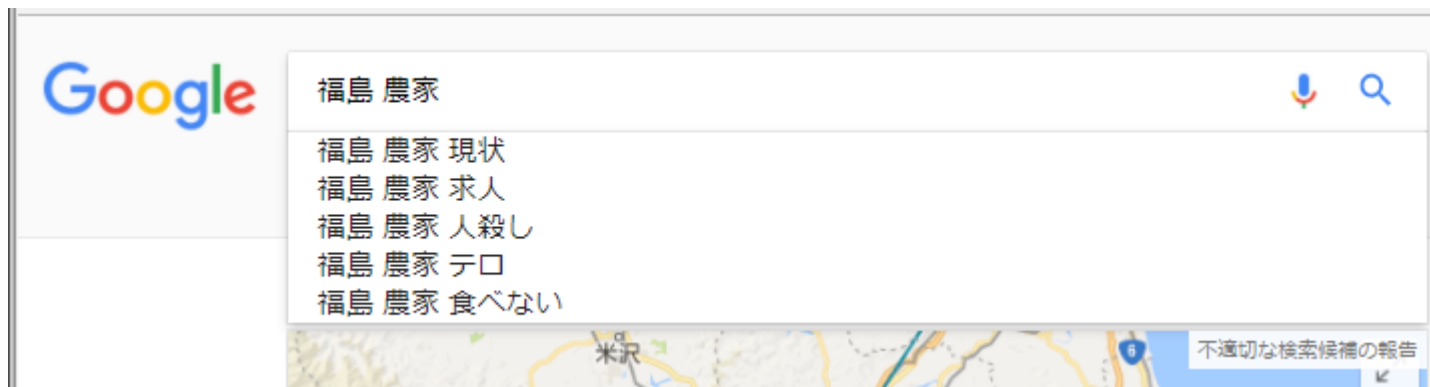 Google
福島 農家
福島 農家 現状
福島 農家 求人
福島 農家 人殺し
福島 農家 テロ
福島 農家 食べない
米沢
6
不適切な検索候補の報告